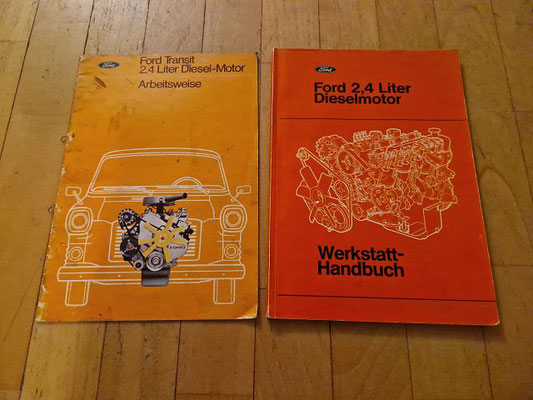 Ford
Ford Transit
2.4 Liter Diesel-Motor
Arbeitsweise
Ford
Ford 2,4 Liter
Dieselmotor
Werkstatt-
Handbuch